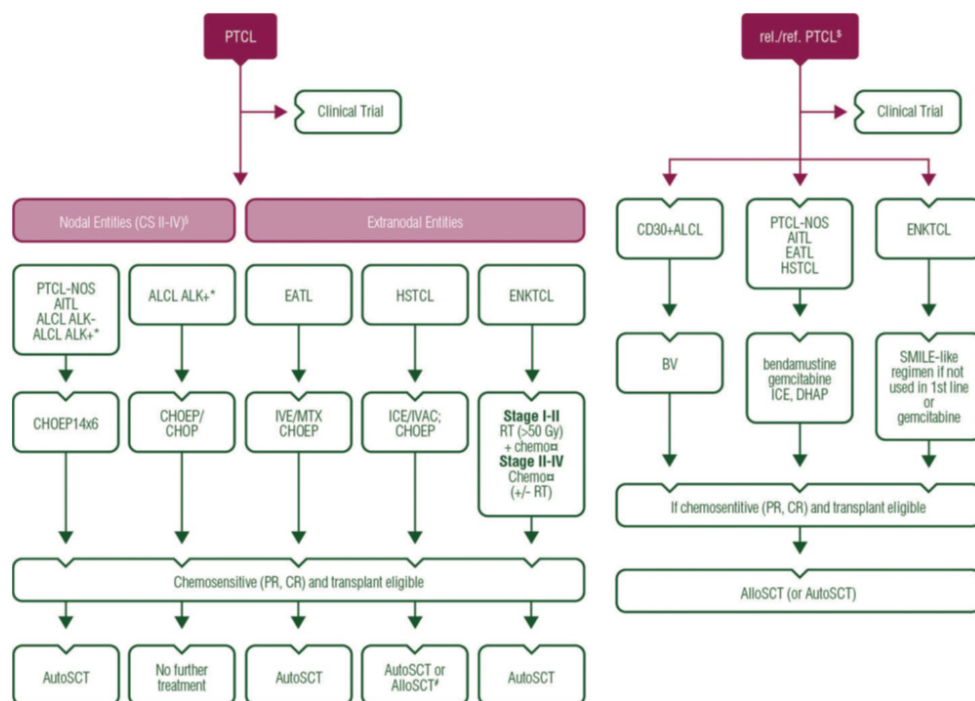 PTCL
Clinical Trial
Nodal Entities (CS II-IV)§
Extranodal Entities
PTCL-NOS
AITL
ALCL ALK-
ALCL ALK+*
ALCL ALK+*
EATL
HSTCL
ENKTCL
CHOEP14x6
CHOEP/
CHOP
IVE/MTX
CHOEP
ICE/IVAC;
CHOEP
Stage I-II
RT (>50 Gy)
+ chemo¤
Stage II-IV
Chemo¤
(+/- RT)
Chemosensitive (PR, CR) and transplant eligible
AutoSCT
No further
treatment
AutoSCT
AutoSCT or
AlloSCT#
AutoSCT
rel./ref. PTCL$
Clinical Trial
CD30+ALCL
PTCL-NOS
AITL
EATL
HSTCL
ENKTCL
BV
bendamustine
gemcitabine
ICE, DHAP
SMILE-like
regimen if not
used in 1st line
or
gemcitabine
If chemosentitive (PR, CR) and transplant eligible
AlloSCT (or AutoSCT)